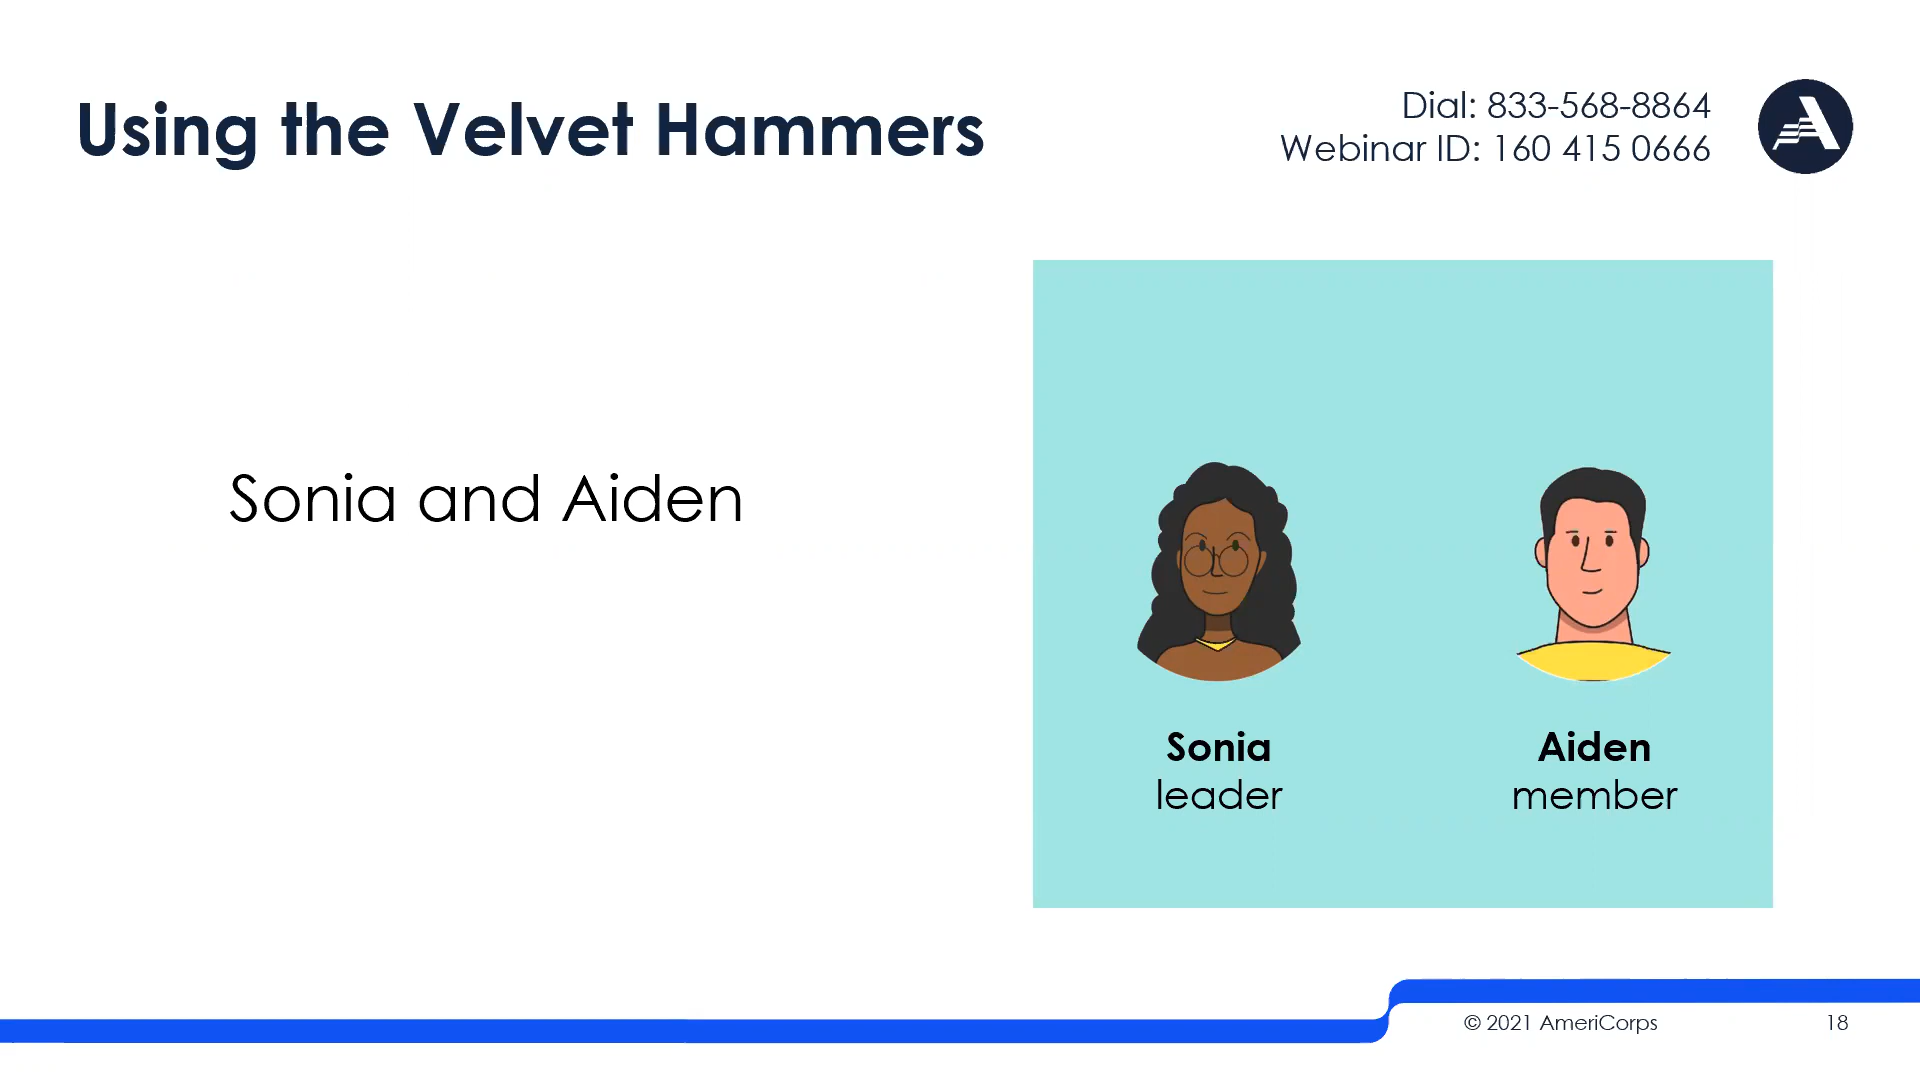 Using the Velvet Hammers
Dial: 833-568-8864
Webinar ID: 160 415 0666
Sonia and Aiden
Sonia
leader
Aiden
member
© 2021 AmeriCorps
18